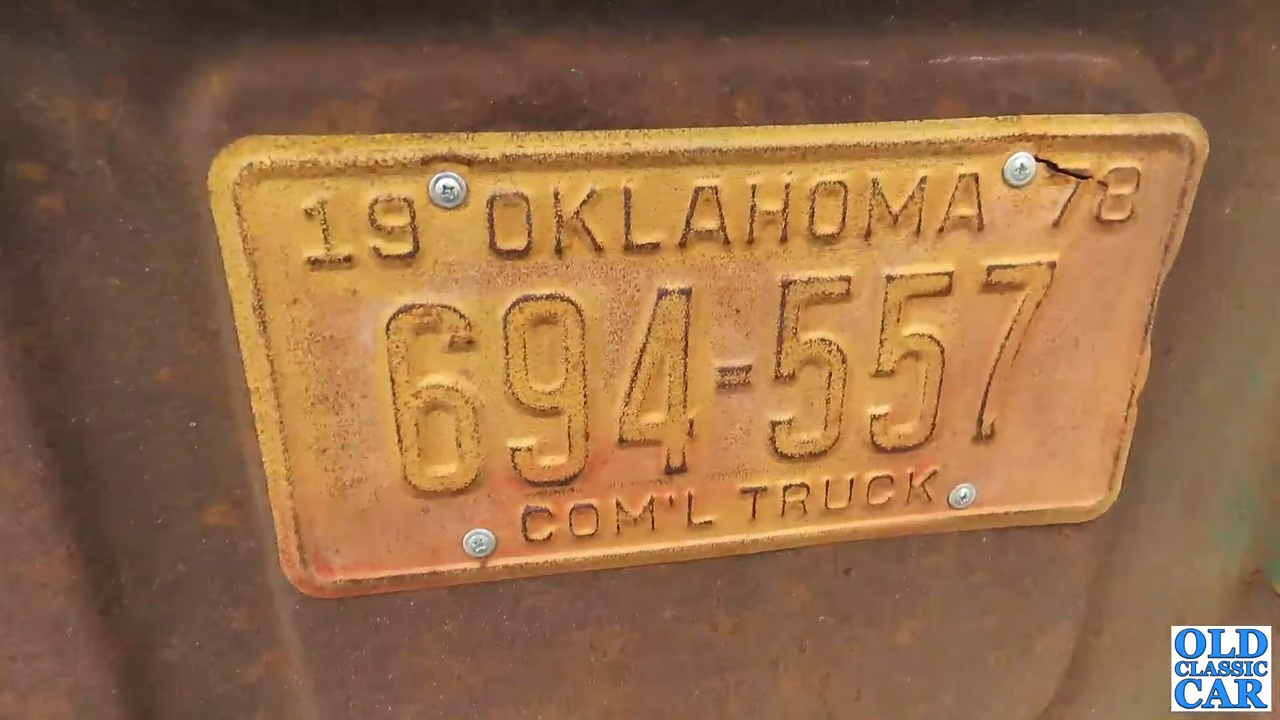 19 OKLAHOMA 78
694-557
COM'L TRUCK
OLD
CLASSIC
CAR